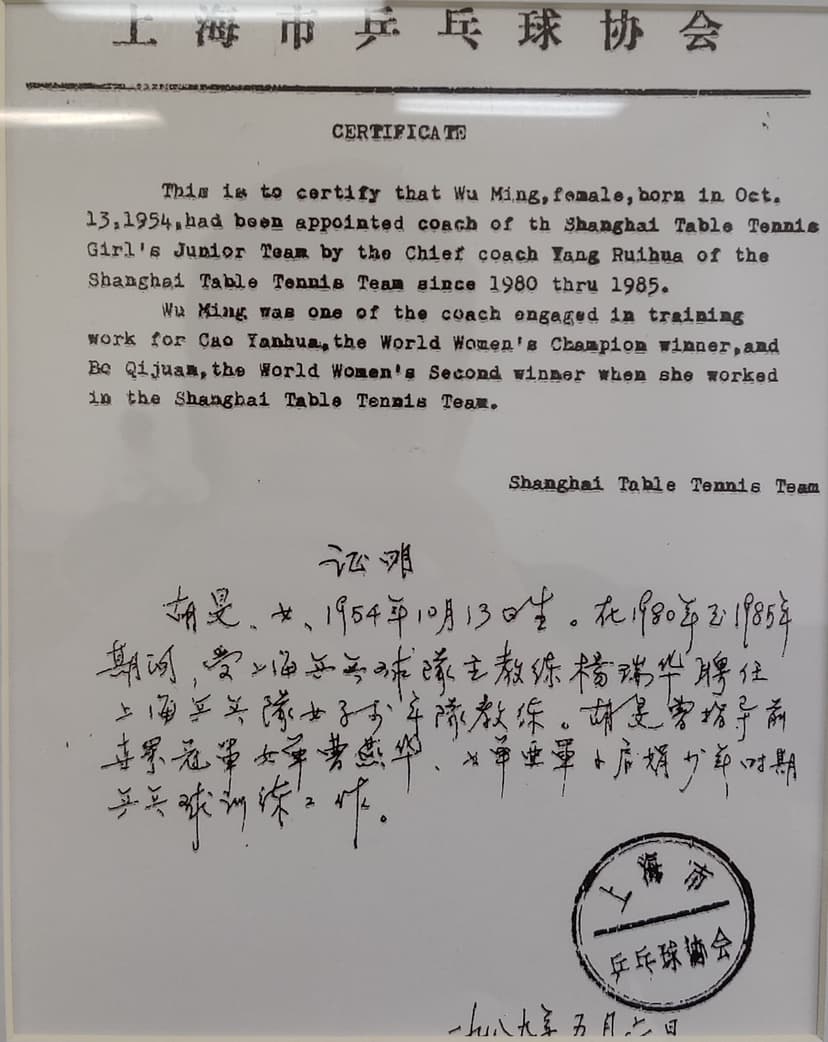 上海市乒乓球协会
CERTIFICATE
This is to certify that Wu Ming, female, born in Oct.
13,1954, had been appointed coach of th Shanghai Table Tennis
Girl's Junior Team by the Chief coach Yang Ruihua of the
Shanghai Table Tennis Team since 1980 thru 1985.
Wu Ming was one of the coach engaged in training
work for Cao Yanhua, the World Women's Champion winner, and
Bo Qijuan, the World Women's Second winner when she worked
in the Shanghai Table Tennis Team.
Shanghai Table Tennis Team
证明
胡旻、女、1954年10月13日生。在1980年至1985年
期间,受上海乒乓球队主教练杨瑞华聘任
上海乒乓队女子少年队教练。胡旻曾指导前
世界冠军女单曹燕华、女单亚军卜启娟少年时期
乒乓球训练工作。
上海市
乒乓球协会
一九八九年五月六日